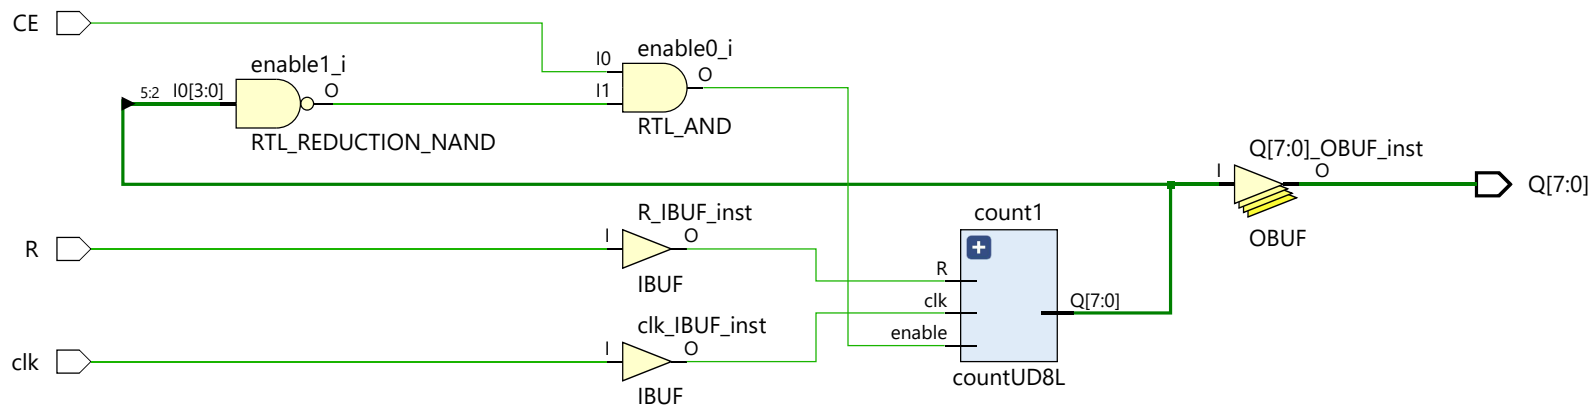 CE
enable1_i
5:2
I0[3:0]
O
RTL_REDUCTION_NAND
enable0_i
I0
I1
O
RTL_AND
Q[7:0]_OBUF_inst
I
O
OBUF
Q[7:0]
R
R_IBUF_inst
I
O
IBUF
clk
clk_IBUF_inst
I
O
IBUF
count1
+
R
clk
enable
Q[7:0]
countUD8L